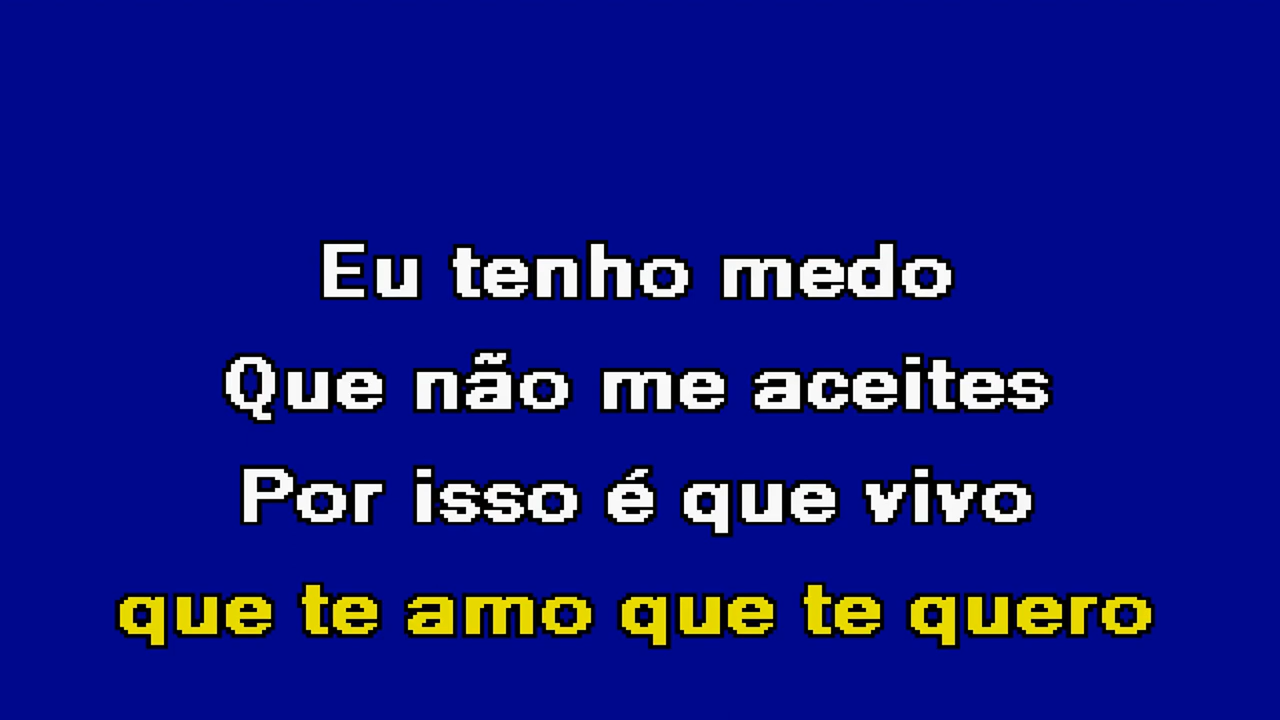 Eu tenho medo
Que não me aceites
Por isso é que vivo
que te amo que te quero